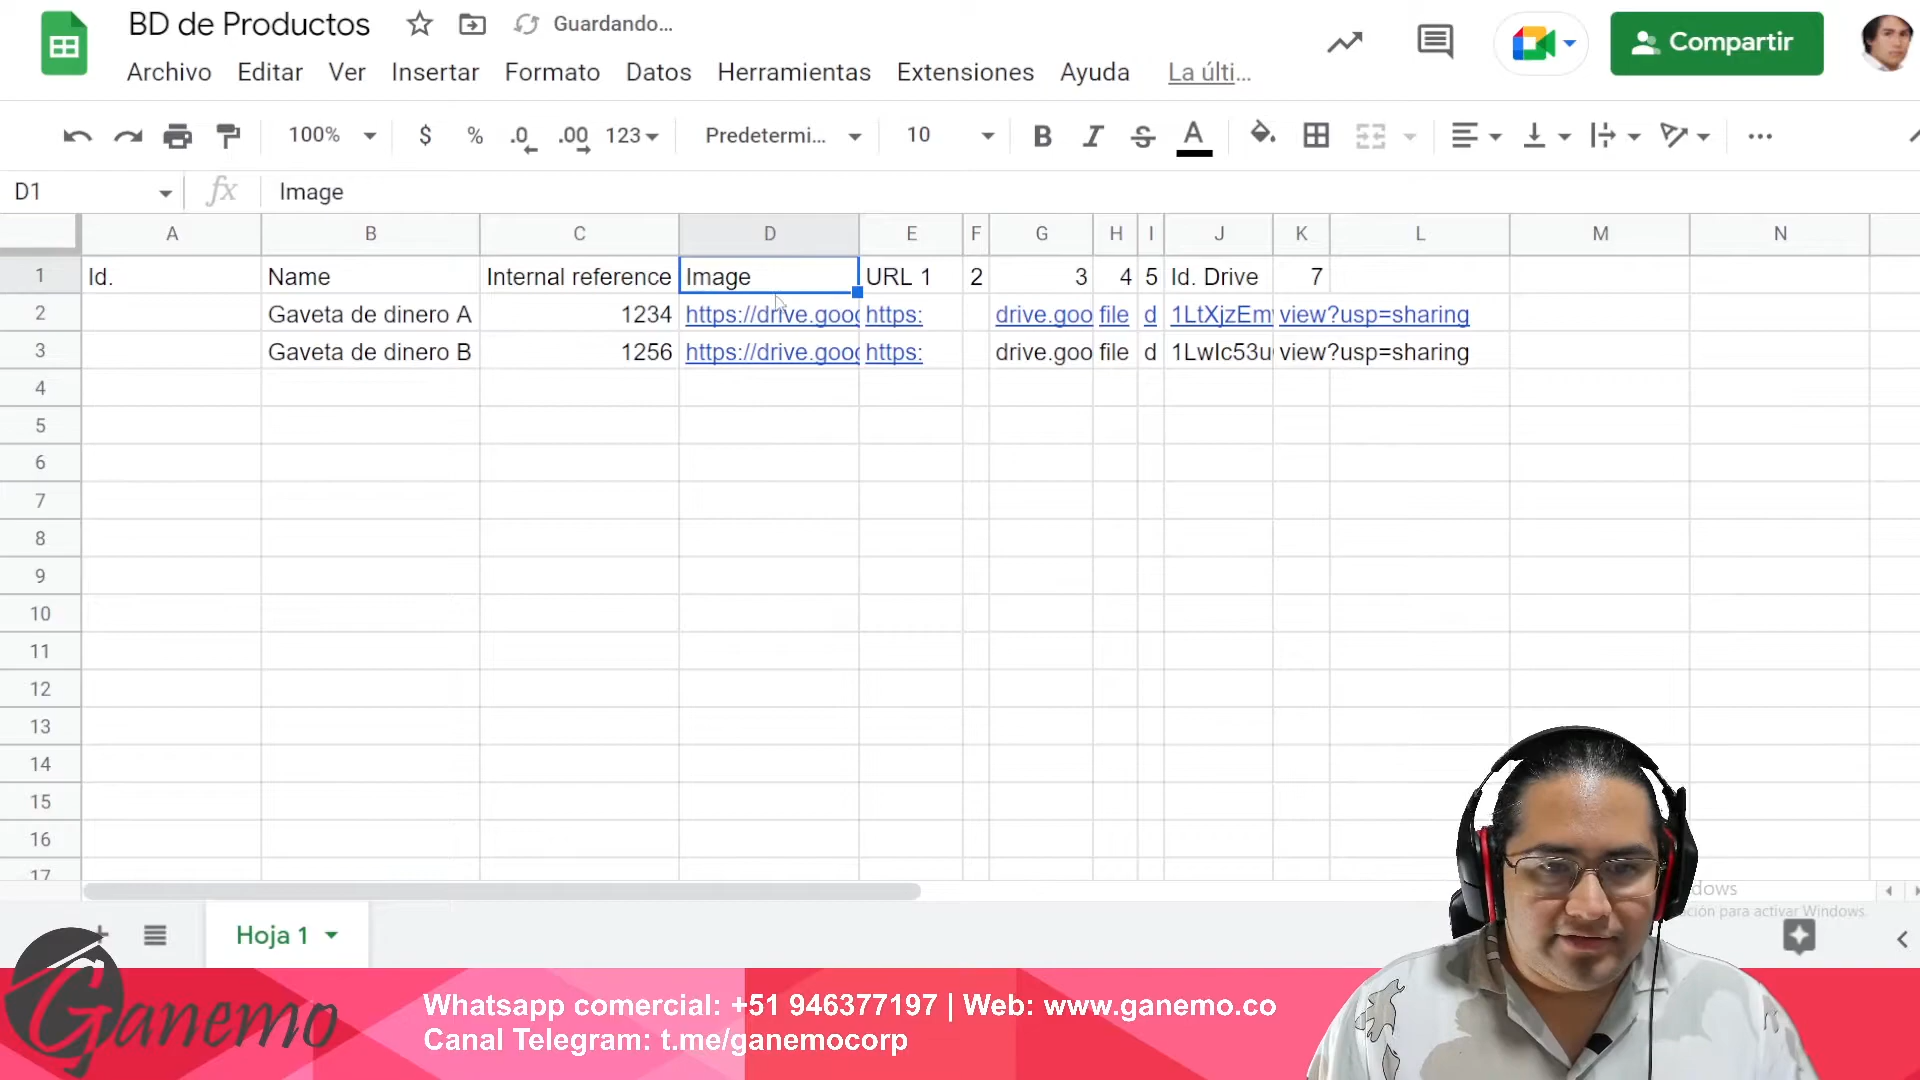 BD de Productos Guardando...
Archivo Editar Ver Insertar Formato Datos Herramientas Extensiones Ayuda La últi...
Compartir
100% $ % .0 .00 123 Predetermi... 10 B I S A ...
D1 fx Image
A B C D E F G H I J K L M N
1 Id. Name Internal reference Image URL 1 2 3 4 5 Id. Drive 7
2 Gaveta de dinero A 1234 https://drive.goo https: drive.goo file d 1LtXjzEm view?usp=sharing
3 Gaveta de dinero B 1256 https://drive.goo https: drive.goo file d 1LwIc53u view?usp=sharing
4
5
6
7
8
9
10
11
12
13
14
15
16
17
dows
ción para activar Windows.
+ Hoja 1
Ganemo
Whatsapp comercial: +51 946377197 | Web: www.ganemo.co
Canal Telegram: t.me/ganemocorp